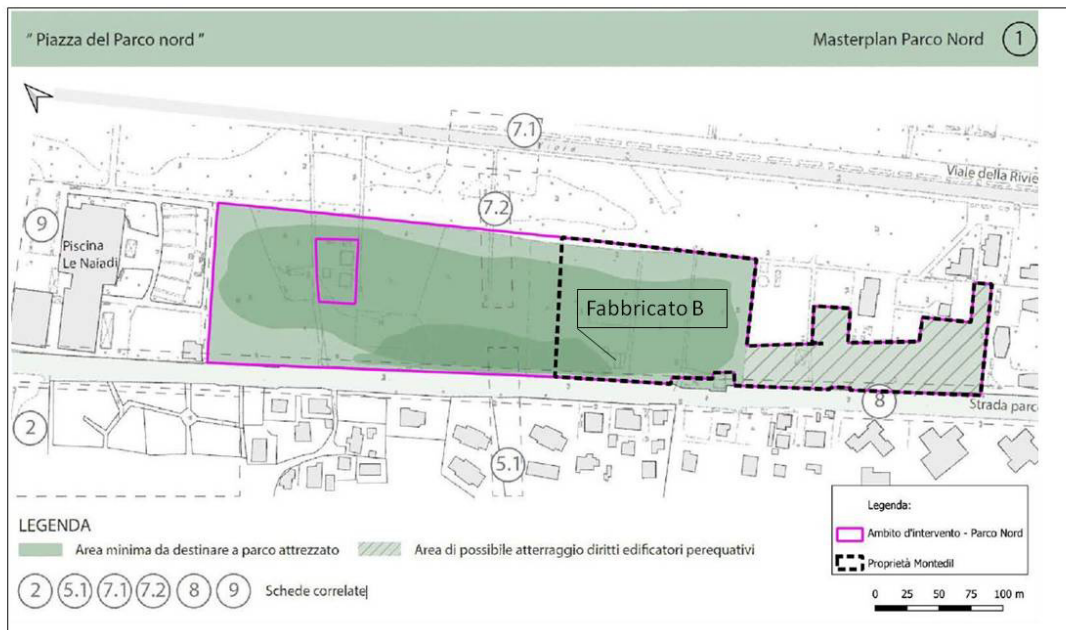 " Piazza del Parco nord "
Masterplan Parco Nord 1
7.1
Viale della Rivie
7.2
9
Piscina
Le Naiadi
Fabbricato B
8
Strada parc
2
5.1
LEGENDA
Area minima da destinare a parco attrezzato
Area di possibile atterraggio diritti edificatori perequativi
2 5.1 7.1 7.2 8 9 Schede correlate
Legenda:
Ambito d'intervento - Parco Nord
Proprietà Montedil
0 25 50 75 100 m